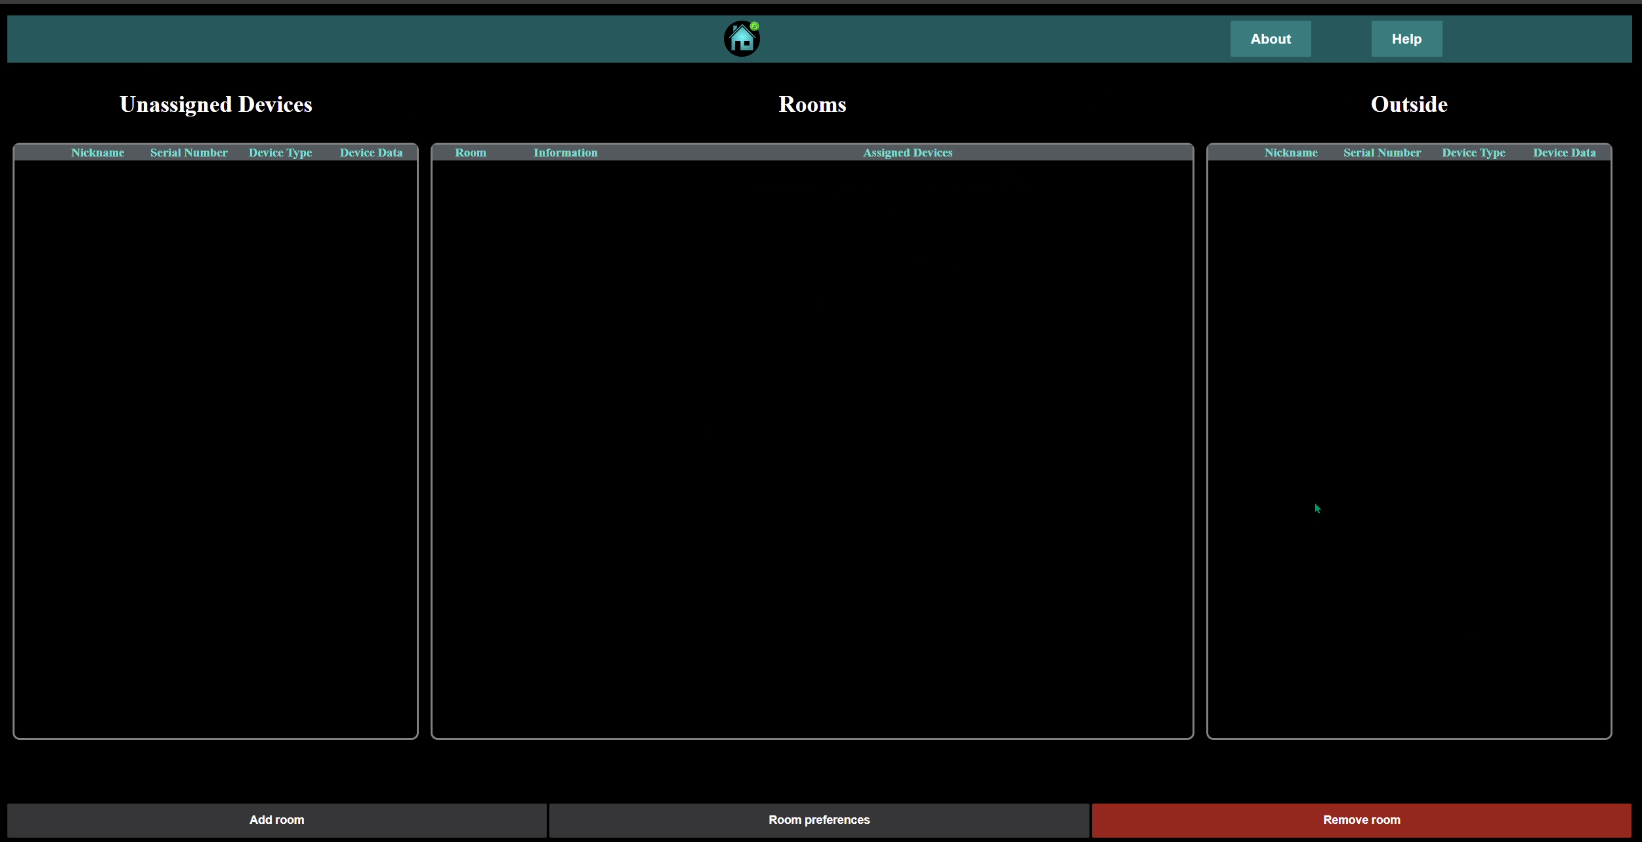 About
Help
Unassigned Devices
Rooms
Outside
Nickname Serial Number Device Type Device Data
Room Information Assigned Devices
Nickname Serial Number Device Type Device Data
Add room
Room preferences
Remove room